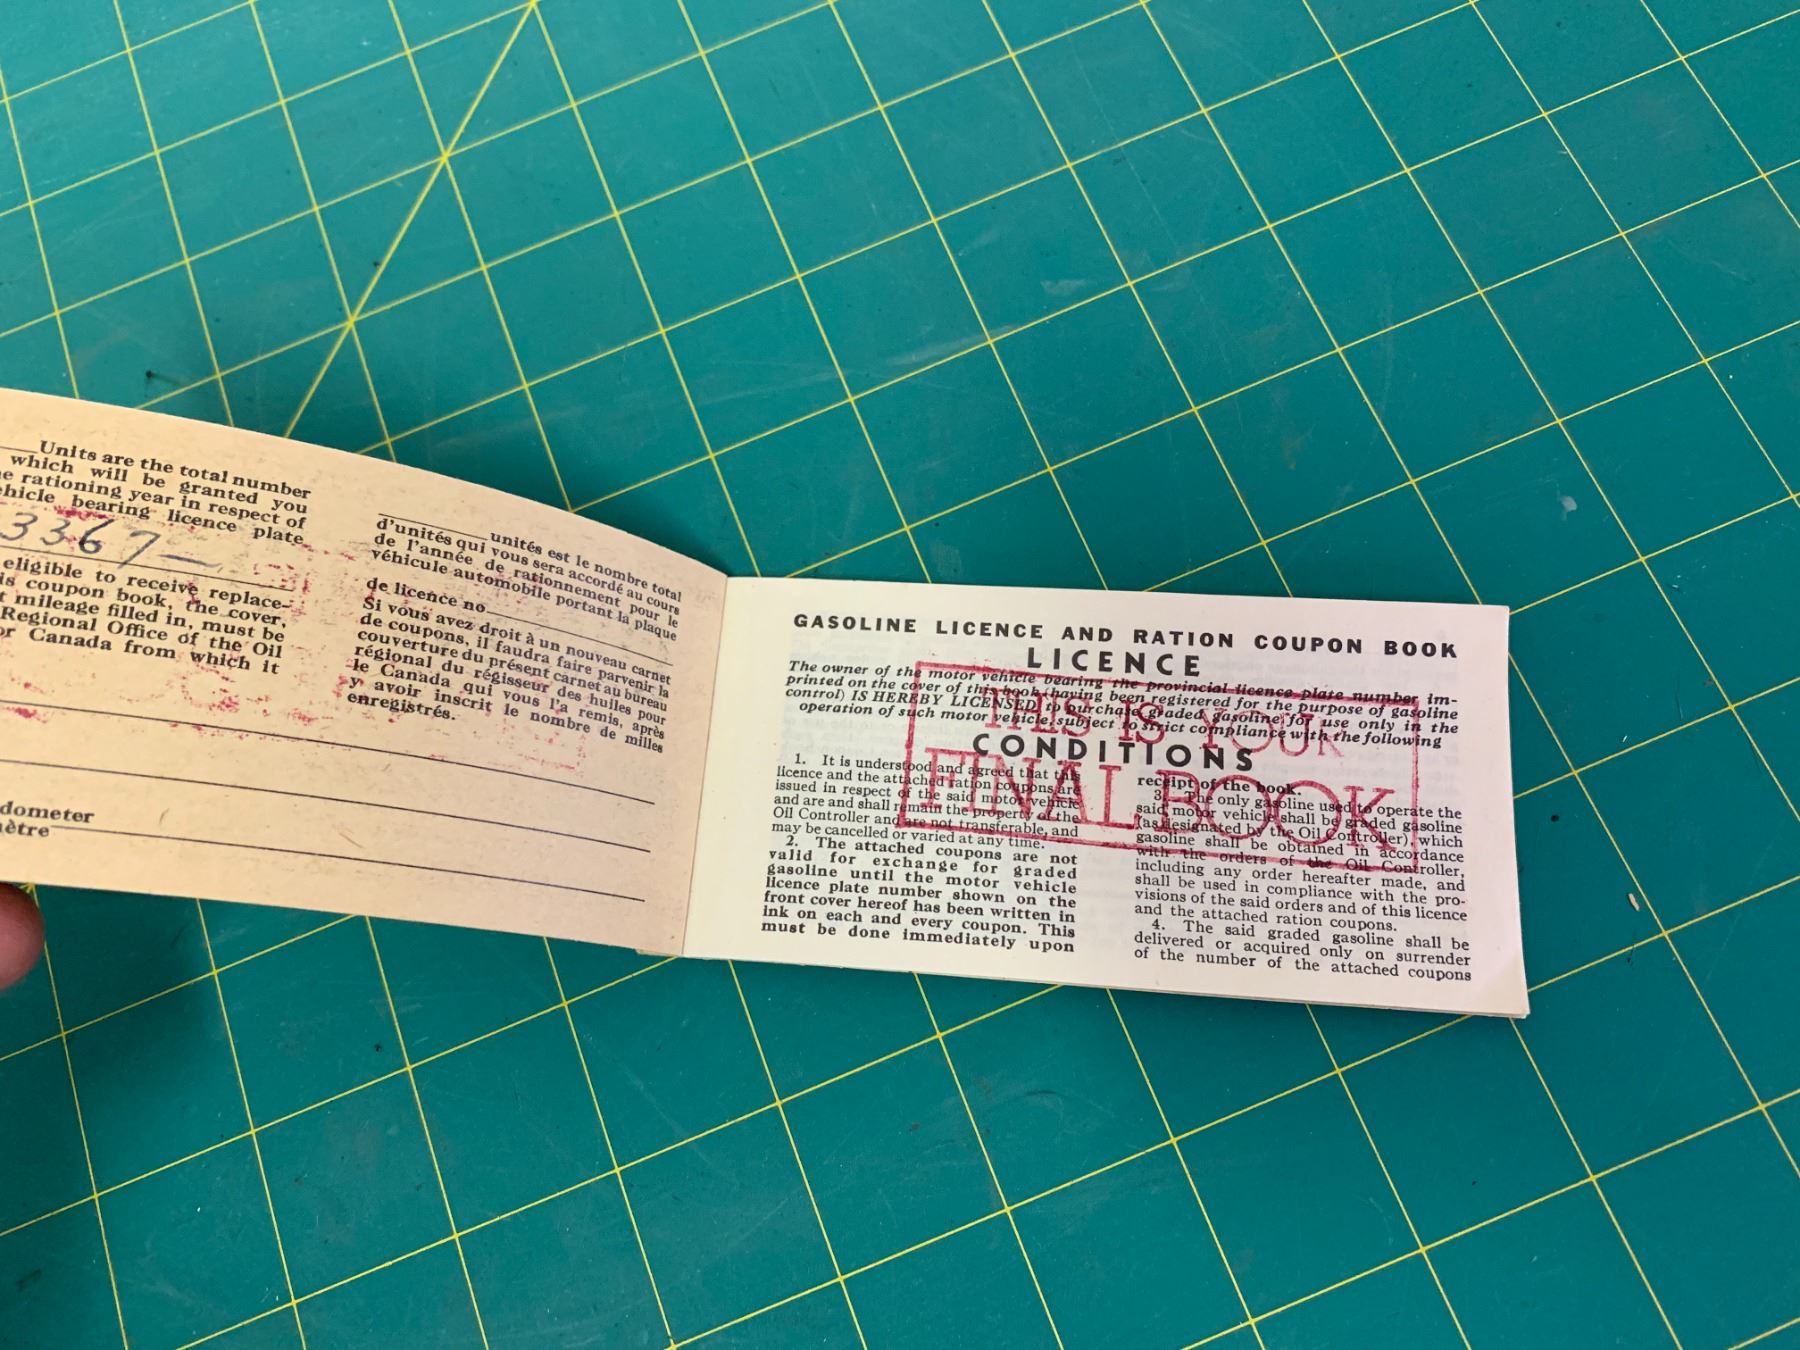 Units are the total number
which will be granted you
rationing year in respect of
bearing licence plate
3367—
eligible to receive replace-
coupon book, the cover,
mileage filled in, must be
Regional Office of the Oil
Canada from which it
unités est le nombre total
d'unités qui vous sera accordé au cours
de l'année de rationnement pour le
véhicule automobile portant la plaque
de licence no
Si vous avez droit à un nouveau carnet
de coupons, il faudra faire parvenir la
couverture du présent carnet au bureau
régional du régisseur des huiles pour
le Canada qui vous l'a remis, après
y avoir inscrit le nombre de milles
enregistrés.
GASOLINE LICENCE AND RATION COUPON BOOK
LICENCE
The owner of the motor vehicle bearing the provincial licence plate number im-
printed on the cover of this book (having been registered for the purpose of gasoline
control) IS HEREBY LICENSED to purchase graded gasoline for use only in the
operation of such motor vehicle, subject to strict compliance with the following
CONDITIONS
THIS IS YOUR
FINAL BOOK
1. It is understood and agreed that this
licence and the attached ration coupons are
issued in respect of the said motor vehicle
and are and shall remain the property of the
Oil Controller and are not transferable, and
may be cancelled or varied at any time.
2. The attached coupons are not
valid for exchange for graded
gasoline until the motor vehicle
licence plate number shown on the
front cover hereof has been written in
ink on each and every coupon. This
must be done immediately upon
receipt of the book.
3. The only gasoline used to operate the
said motor vehicle shall be graded gasoline
(as designated by the Oil Controller), which
gasoline shall be obtained in accordance
with the orders of the Oil Controller,
including any order hereafter made, and
shall be used in compliance with the pro-
visions of the said orders and of this licence
and the attached ration coupons.
4. The said graded gasoline shall be
delivered or acquired only on surrender
of the number of the attached coupons